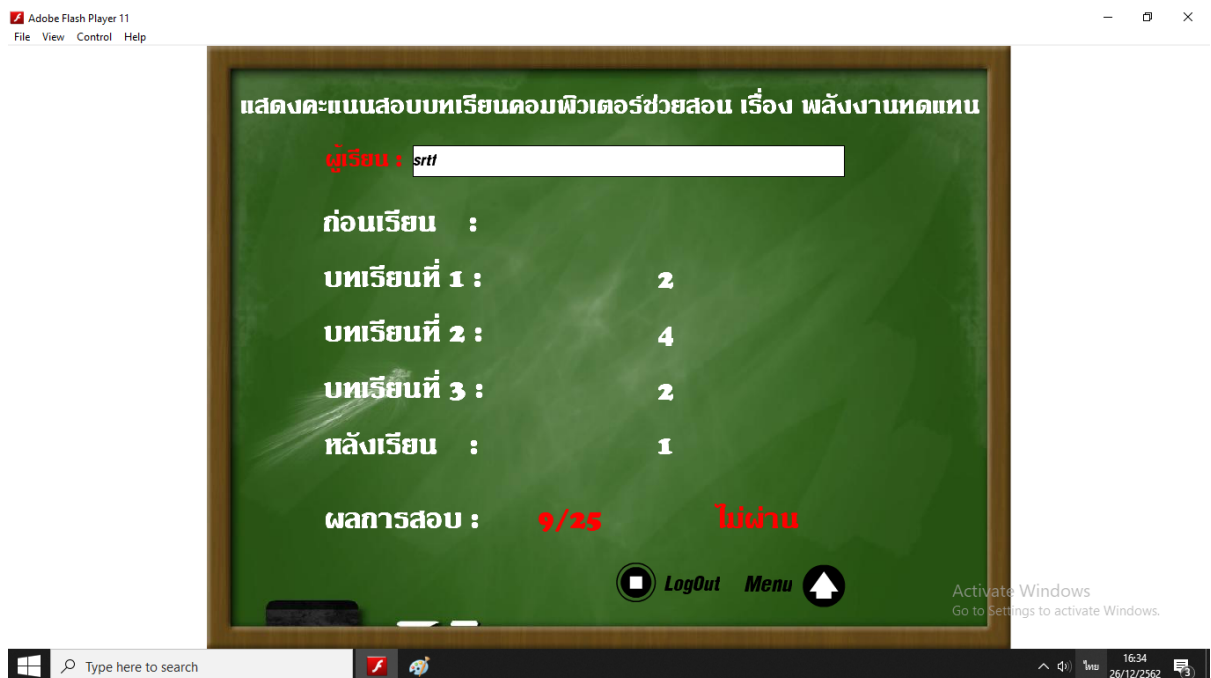 Adobe Flash Player 11
File View Control Help
แสดงคะแนนสอบบทเรียนคอมพิวเตอร์ช่วยสอน เรื่อง พลังงานทดแทน
ผู้เรียน : srtf
ก่อนเรียน :
บทเรียนที่ 1 : 2
บทเรียนที่ 2 : 4
บทเรียนที่ 3 : 2
หลังเรียน : 1
ผลการสอบ : 9/25 ไม่ผ่าน
LogOut Menu
Activate Windows
Go to Settings to activate Windows.
Type here to search
ไทย
16:34
26/12/2562
3